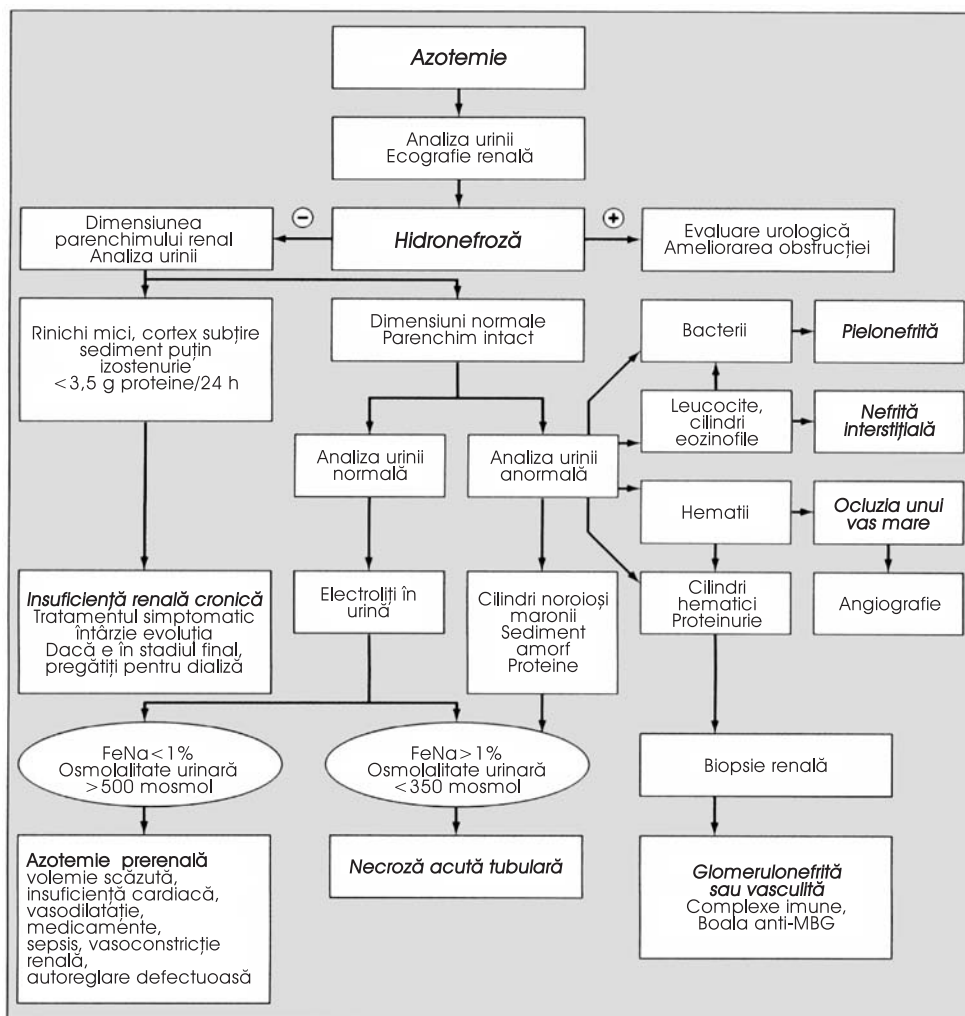 Azotemie
Analiza urinii
Ecografie renală
Dimensiunea
parenchimului renal
Analiza urinii
−
Hidronefroză
+
Evaluare urologică
Ameliorarea obstrucției
Rinichi mici, cortex subțire
sediment puțin
izostenurie
<3,5 g proteine/24 h
Dimensiuni normale
Parenchim intact
Bacterii
Pielonefrită
Leucocite,
cilindri
eozinofile
Nefrită
interstițială
Analiza urinii
normală
Analiza urinii
anormală
Hematii
Ocluzia unui
vas mare
Insuficiență renală cronică
Tratamentul simptomatic
întârzie evoluția
Dacă e în stadiul final,
pregătiți pentru dializă
Electroliți în
urină
Cilindri noroioși
maronii
Sediment
amorf
Proteine
Cilindri
hematici
Proteinurie
Angiografie
FeNa<1%
Osmolalitate urinară
>500 mosmol
FeNa>1%
Osmolalitate urinară
<350 mosmol
Biopsie renală
Azotemie prerenală
volemie scăzută,
insuficiență cardiacă,
vasodilatație,
medicamente,
sepsis, vasoconstricție
renală,
autoreglare defectuoasă
Necroză acută tubulară
Glomerulonefrită
sau vasculită
Complexe imune,
Boala anti-MBG